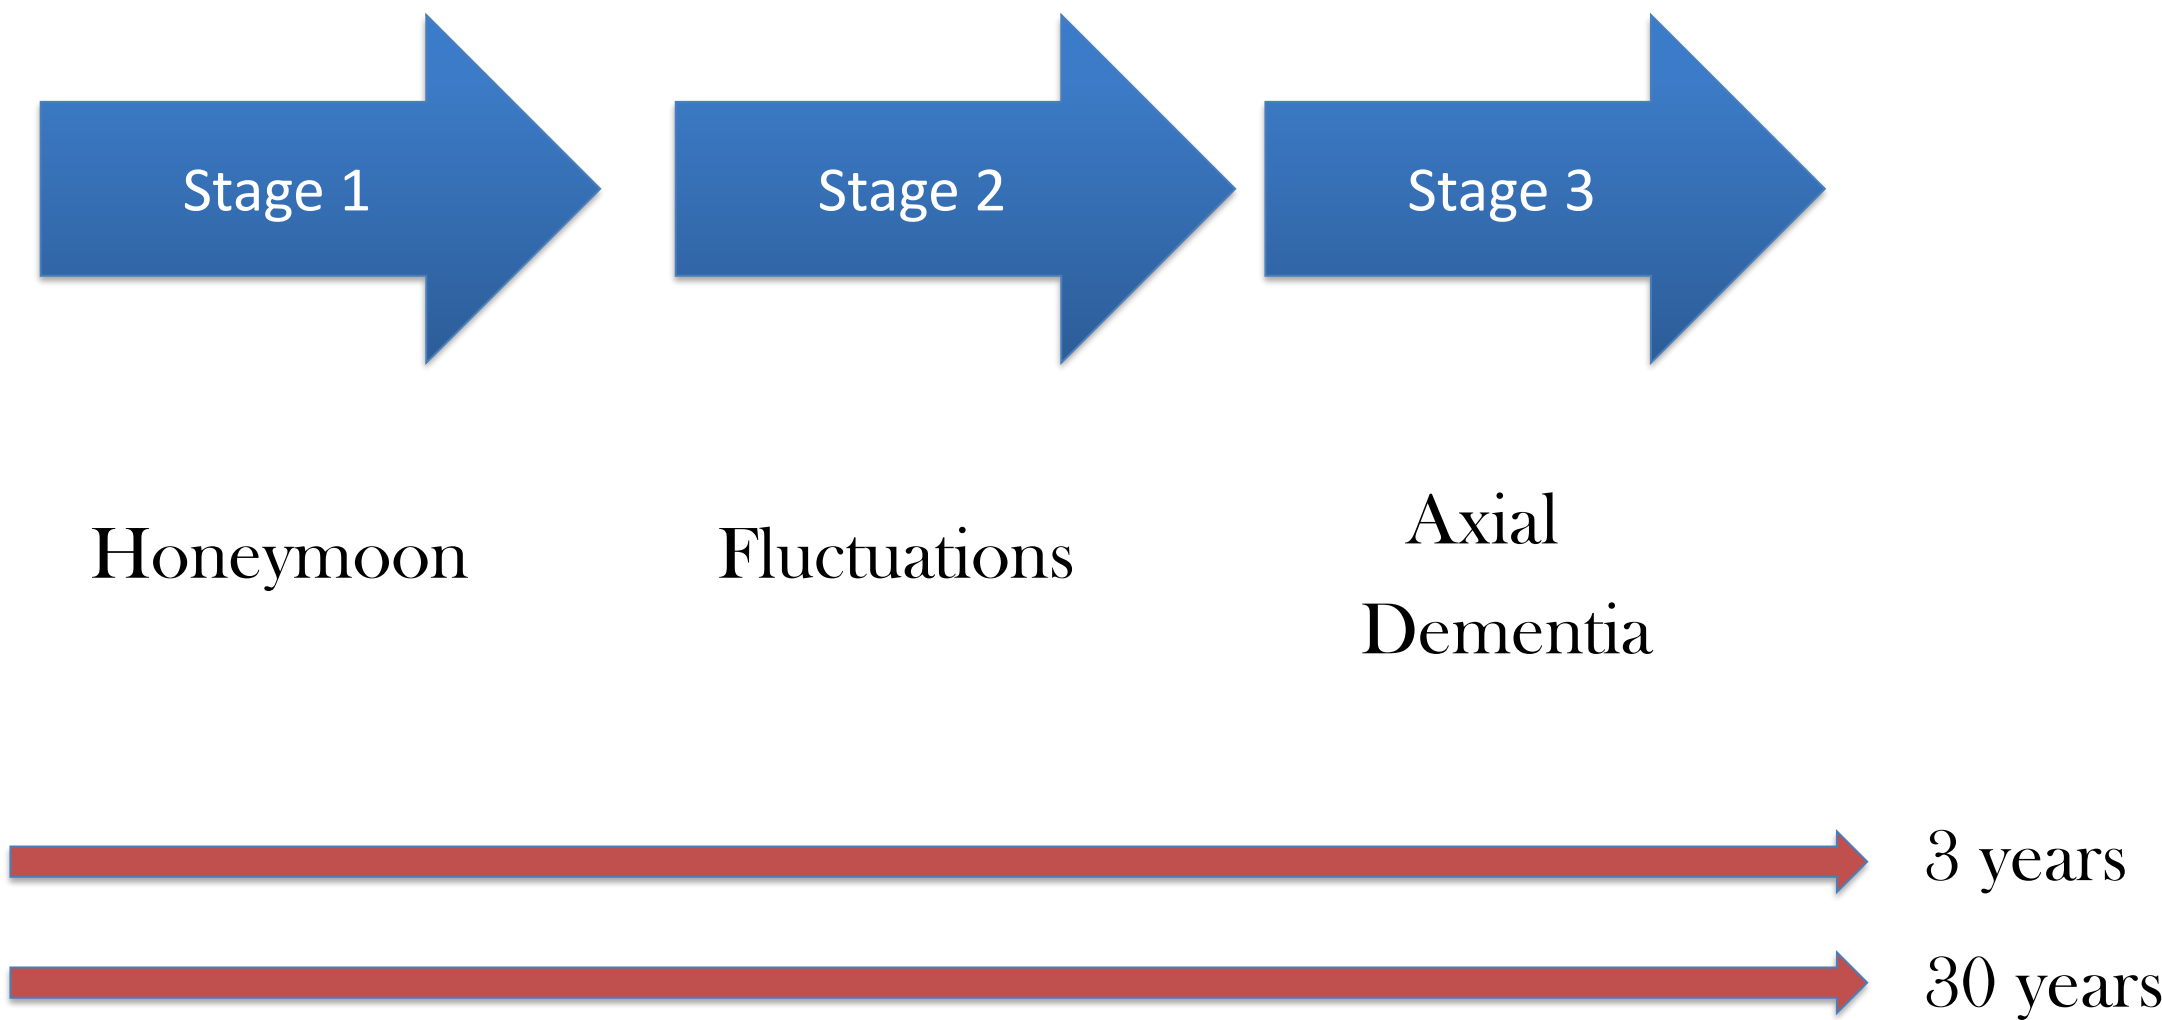 Stage 1
Stage 2
Stage 3
Honeymoon
Fluctuations
Axial
Dementia
3 years
30 years